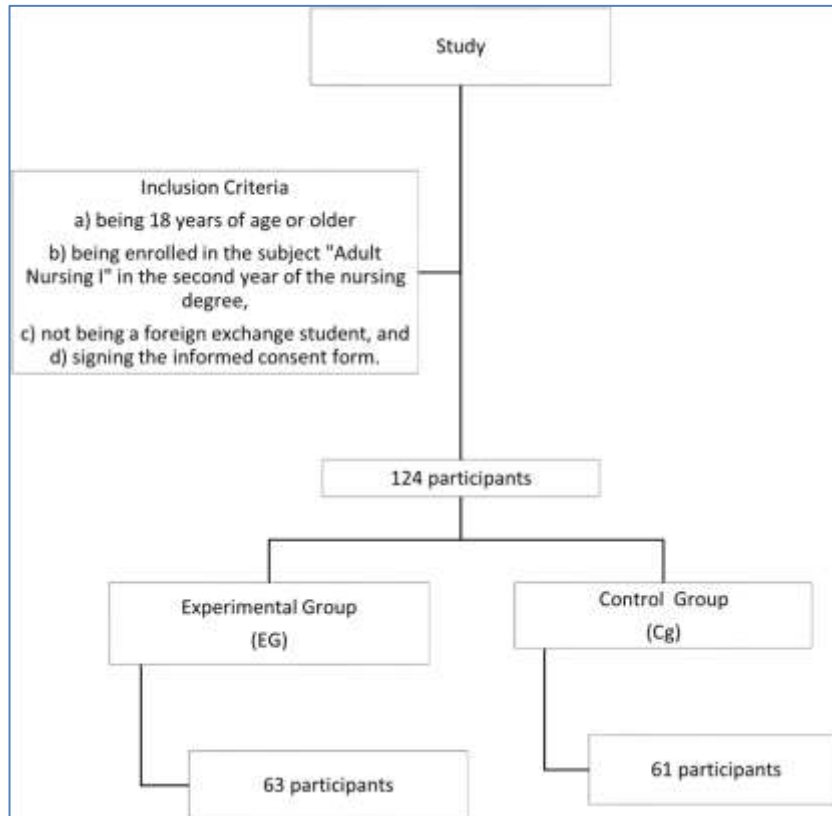 Study
Inclusion Criteria
a) being 18 years of age or older
b) being enrolled in the subject "Adult
Nursing I" in the second year of the nursing
degree,
c) not being a foreign exchange student, and
d) signing the informed consent form.
124 participants
Experimental Group
(EG)
Control Group
(Cg)
63 participants
61 participants